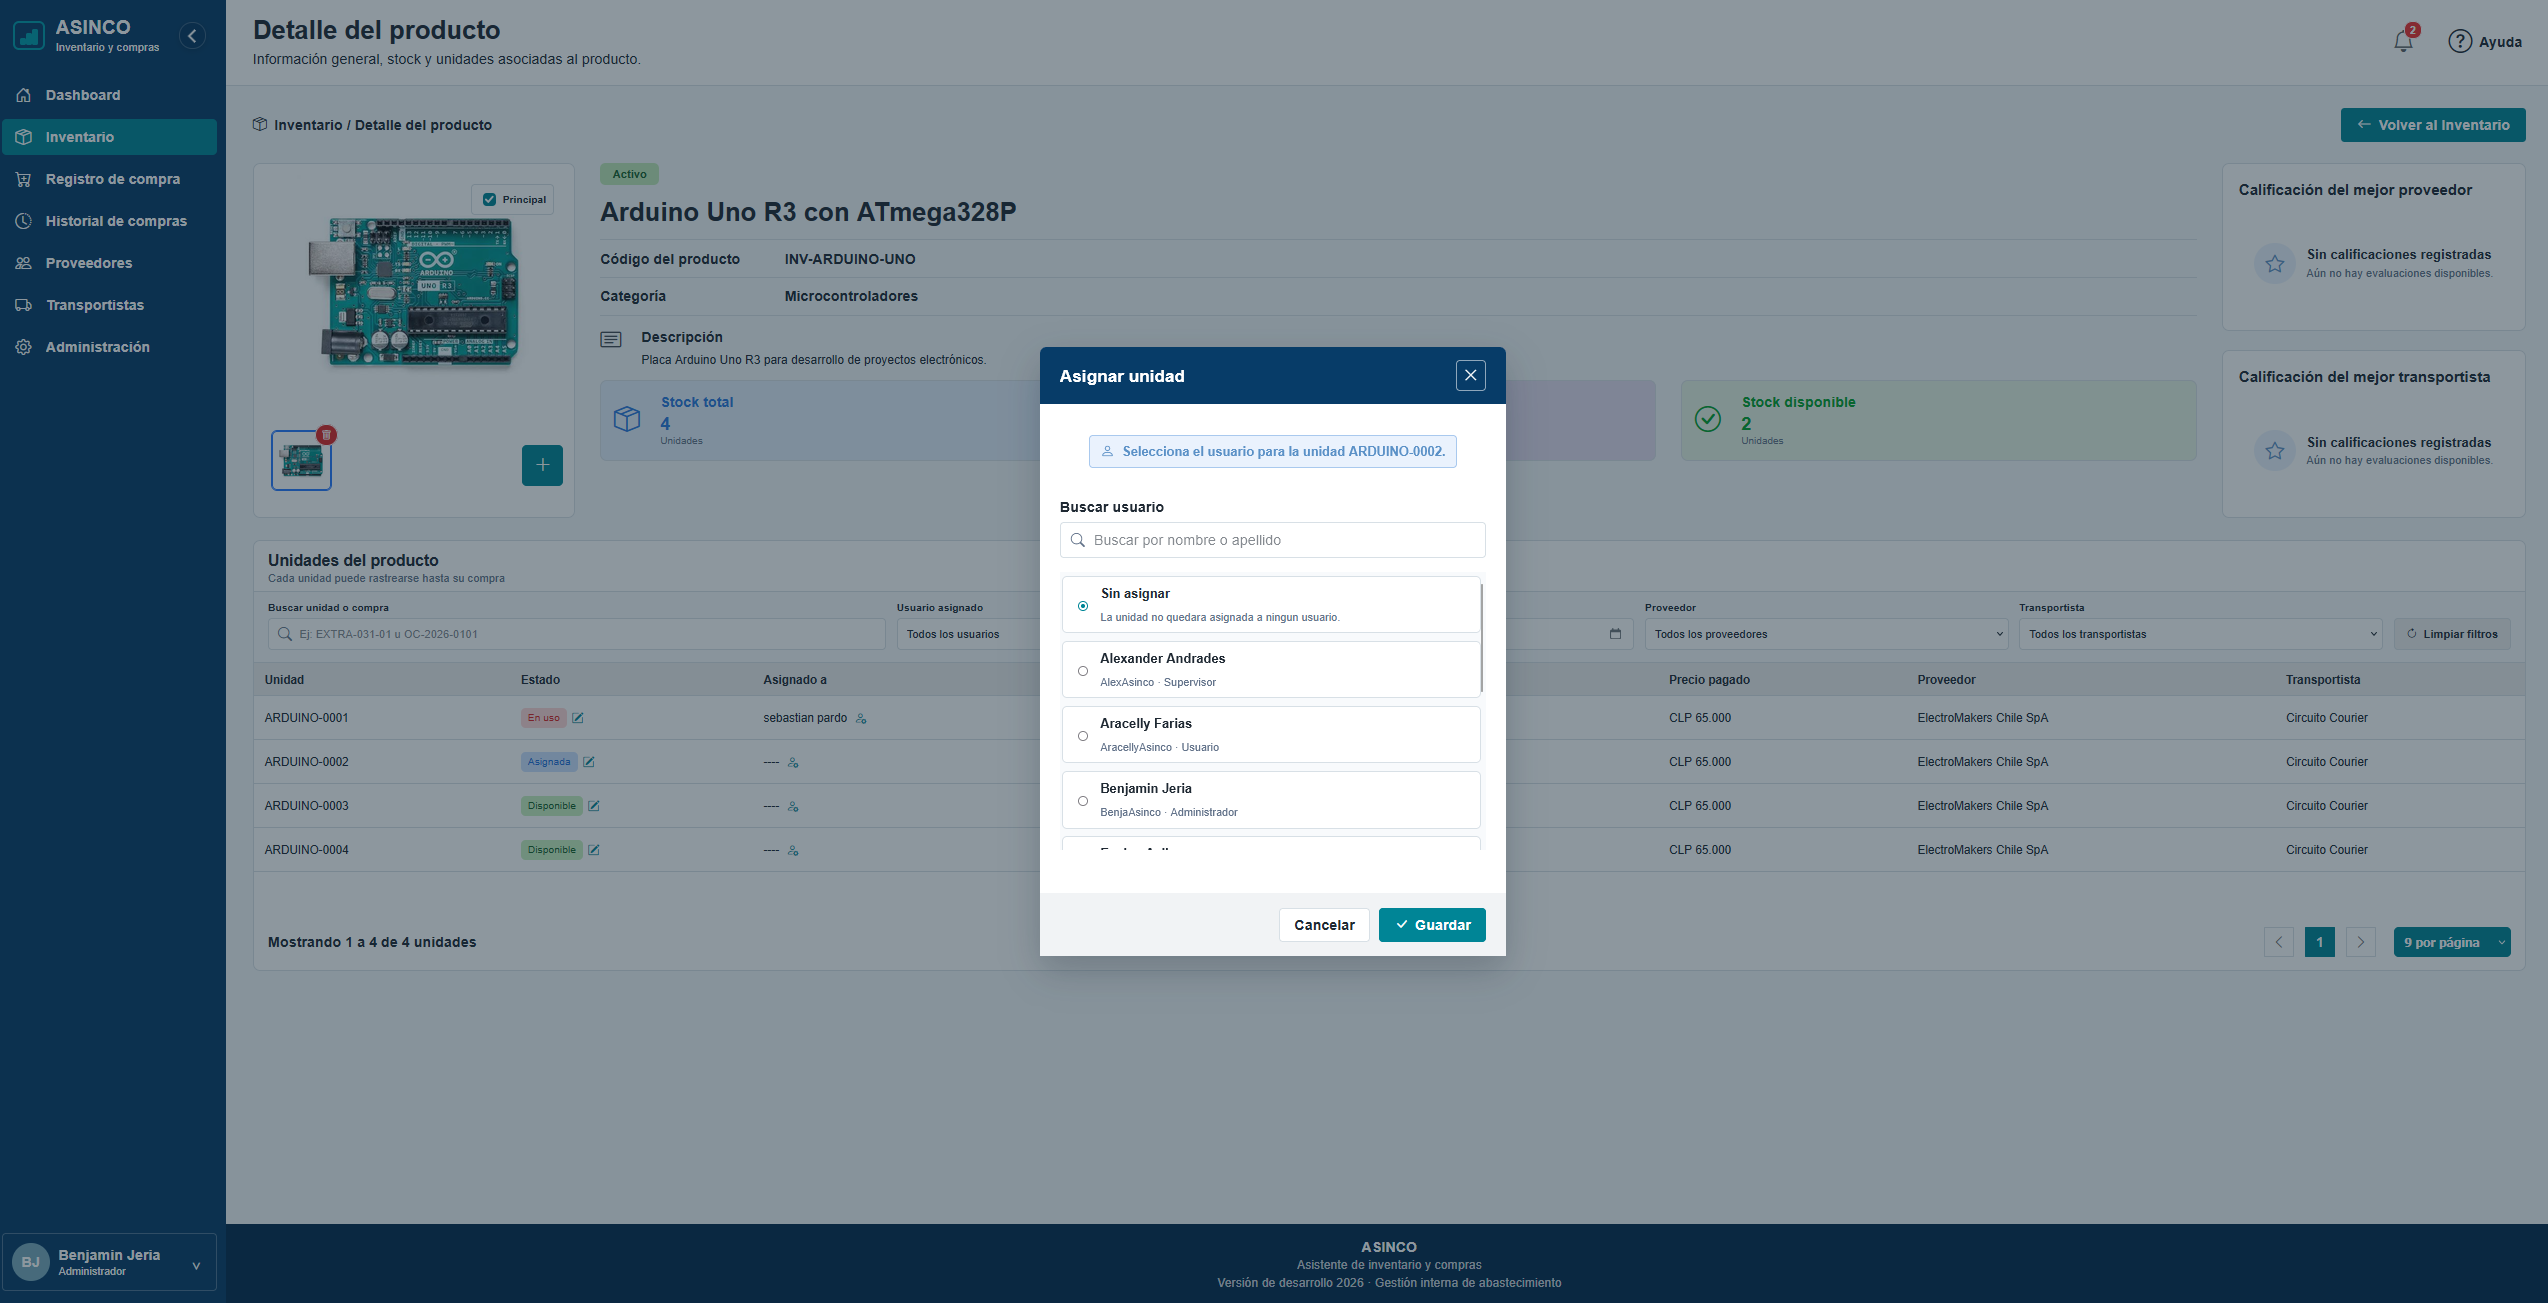 ASINCO
Inventario y compras
Dashboard
Inventario
Registro de compra
Historial de compras
Proveedores
Transportistas
Administración
BJ
Benjamin Jeria
Administrador
Detalle del producto
Información general, stock y unidades asociadas al producto.
2
? Ayuda
Inventario / Detalle del producto
← Volver al Inventario
Principal
ARDUINO
UNO R3
Activo
Arduino Uno R3 con ATmega328P
Código del producto INV-ARDUINO-UNO
Categoría Microcontroladores
Descripción
Placa Arduino Uno R3 para desarrollo de proyectos electrónicos.
Stock total
4
Unidades
Stock disponible
2
Unidades
Calificación del mejor proveedor
Sin calificaciones registradas
Aún no hay evaluaciones disponibles.
Calificación del mejor transportista
Sin calificaciones registradas
Aún no hay evaluaciones disponibles.
Unidades del producto
Cada unidad puede rastrearse hasta su compra
Buscar unidad o compra Usuario asignado Proveedor Transportista
Ej: EXTRA-031-01 u OC-2026-0101 Todos los usuarios Todos los proveedores Todos los transportistas Limpiar filtros
Unidad Estado Asignado a Precio pagado Proveedor Transportista
ARDUINO-0001 En uso sebastian pardo CLP 65.000 ElectroMakers Chile SpA Circuito Courier
ARDUINO-0002 Asignada ---- CLP 65.000 ElectroMakers Chile SpA Circuito Courier
ARDUINO-0003 Disponible ---- CLP 65.000 ElectroMakers Chile SpA Circuito Courier
ARDUINO-0004 Disponible ---- CLP 65.000 ElectroMakers Chile SpA Circuito Courier
Mostrando 1 a 4 de 4 unidades
1
9 por página
Asignar unidad
Selecciona el usuario para la unidad ARDUINO-0002.
Buscar usuario
Buscar por nombre o apellido
Sin asignar
La unidad no quedara asignada a ningun usuario.
Alexander Andrades
AlexAsinco · Supervisor
Aracelly Farias
AracellyAsinco · Usuario
Benjamin Jeria
BenjaAsinco · Administrador
Cancelar
Guardar
ASINCO
Asistente de inventario y compras
Versión de desarrollo 2026 · Gestión interna de abastecimiento